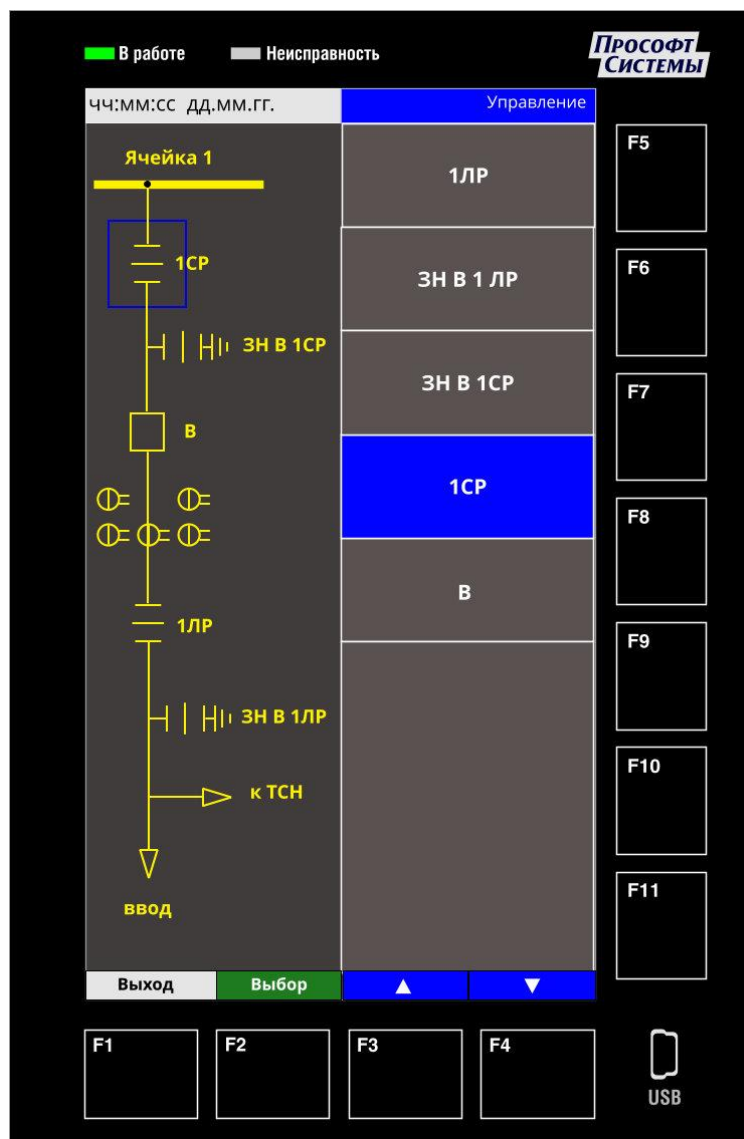 В работе
Неисправность
Прософт
Системы
чч:мм:сс дд.мм.гг.
Управление
Ячейка 1
1СР
ЗН В 1СР
В
1ЛР
ЗН В 1ЛР
к ТСН
ввод
1ЛР
ЗН В 1 ЛР
ЗН В 1СР
1СР
В
F5
F6
F7
F8
F9
F10
F11
Выход
Выбор
F1
F2
F3
F4
USB